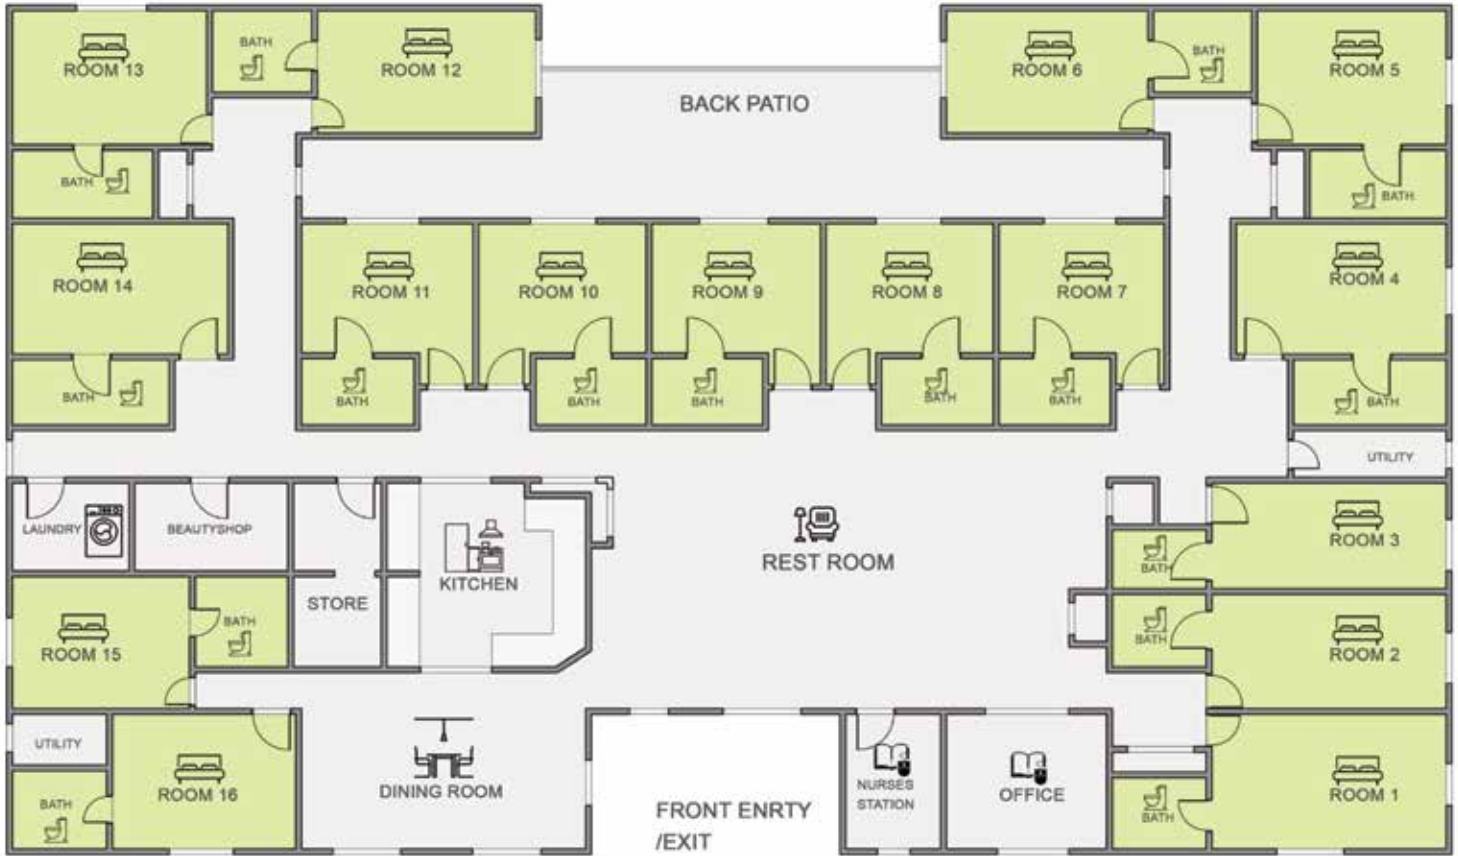 BATH
ROOM 13
ROOM 12
BACK PATIO
ROOM 6
BATH
ROOM 5
BATH
BATH
ROOM 14
ROOM 11
ROOM 10
ROOM 9
ROOM 8
ROOM 7
ROOM 4
BATH
BATH
BATH
BATH
BATH
BATH
BATH
UTILITY
LAUNDRY
BEAUTYSHOP
KITCHEN
REST ROOM
ROOM 3
BATH
STORE
BATH
ROOM 15
BATH
ROOM 2
UTILITY
DINING ROOM
ROOM 16
BATH
FRONT ENRTY
/EXIT
NURSES
STATION
OFFICE
BATH
ROOM 1